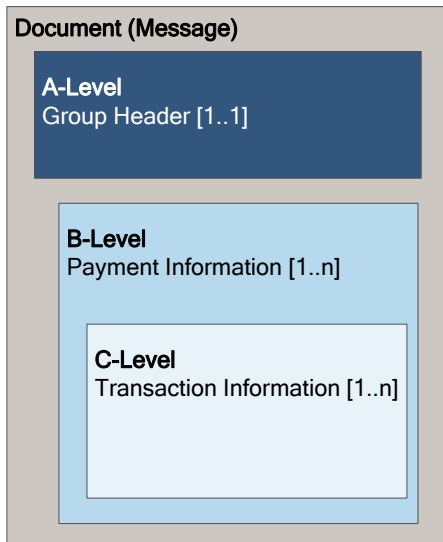 Document (Message)
A-Level
Group Header [1..1]
B-Level
Payment Information [1..n]
C-Level
Transaction Information [1..n]